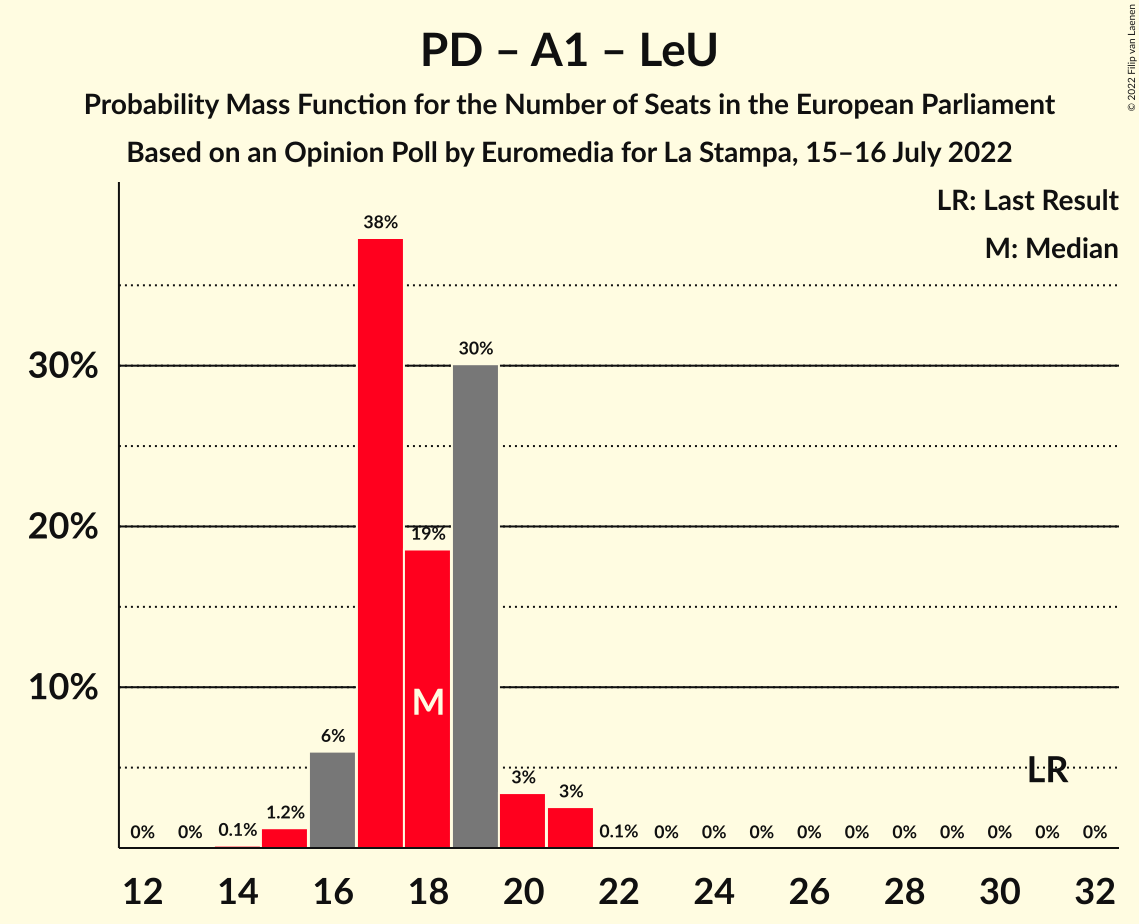 PD – A1 – LeU
Probability Mass Function for the Number of Seats in the European Parliament
Based on an Opinion Poll by Euromedia for La Stampa, 15–16 July 2022
© 2022 Filip van Laenen
LR: Last Result
M: Median
30%
20%
10%
0%
0%
0.1%
1.2%
6%
38%
19%
30%
3%
3%
0.1%
0%
0%
0%
0%
0%
0%
0%
0%
0%
0%
M
LR
12 14 16 18 20 22 24 26 28 30 32